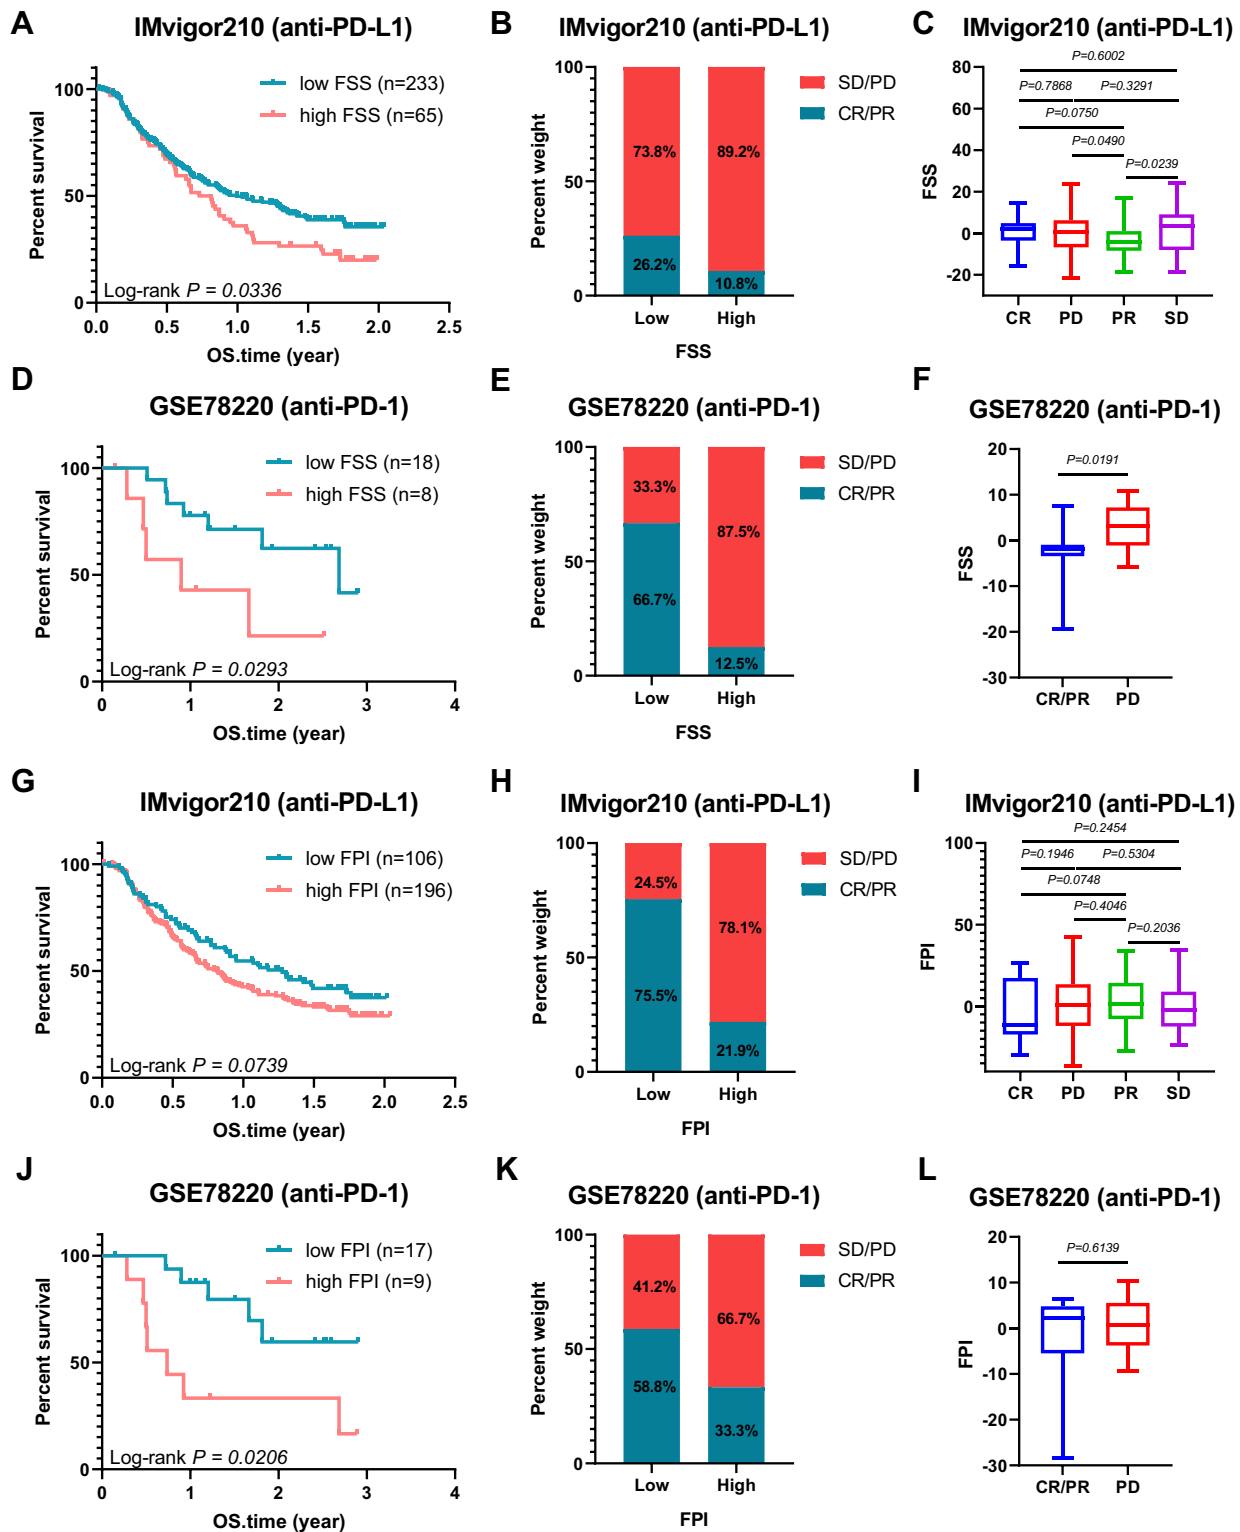 A
IMvigor210 (anti-PD-L1)
low FSS (n=233)
high FSS (n=65)
Percent survival
100
50
0
Log-rank P = 0.0336
0.0 0.5 1.0 1.5 2.0 2.5
OS.time (year)
B
IMvigor210 (anti-PD-L1)
SD/PD
CR/PR
Percent weight
100
50
0
73.8%
89.2%
26.2%
10.8%
Low High
FSS
C
IMvigor210 (anti-PD-L1)
P=0.6002
P=0.7868
P=0.3291
P=0.0750
P=0.0490
P=0.0239
FSS
80
60
40
20
0
-20
CR PD PR SD
D
GSE78220 (anti-PD-1)
low FSS (n=18)
high FSS (n=8)
Percent survival
100
50
0
Log-rank P = 0.0293
0 1 2 3 4
OS.time (year)
E
GSE78220 (anti-PD-1)
SD/PD
CR/PR
Percent weight
100
50
0
33.3%
87.5%
66.7%
12.5%
Low High
FSS
F
GSE78220 (anti-PD-1)
P=0.0191
FSS
20
10
0
-10
-20
-30
CR/PR PD
G
IMvigor210 (anti-PD-L1)
low FPI (n=106)
high FPI (n=196)
Percent survival
100
50
0
Log-rank P = 0.0739
0.0 0.5 1.0 1.5 2.0 2.5
OS.time (year)
H
IMvigor210 (anti-PD-L1)
SD/PD
CR/PR
Percent weight
100
50
0
24.5%
78.1%
75.5%
21.9%
Low High
FPI
I
IMvigor210 (anti-PD-L1)
P=0.2454
P=0.1946
P=0.5304
P=0.0748
P=0.4046
P=0.2036
FPI
100
50
0
CR PD PR SD
J
GSE78220 (anti-PD-1)
low FPI (n=17)
high FPI (n=9)
Percent survival
100
50
0
Log-rank P = 0.0206
0 1 2 3 4
OS.time (year)
K
GSE78220 (anti-PD-1)
SD/PD
CR/PR
Percent weight
100
50
0
41.2%
66.7%
58.8%
33.3%
Low High
FPI
L
GSE78220 (anti-PD-1)
P=0.6139
FPI
20
10
0
-10
-20
-30
CR/PR PD